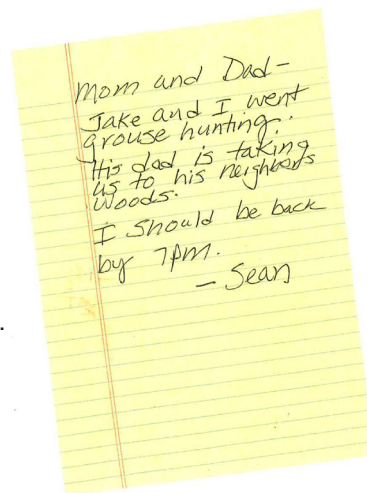 Mom and Dad-
Jake and I went
grouse hunting.
His dad is taking
us to his neighbors
woods.
I should be back
by 7pm.
- Sean